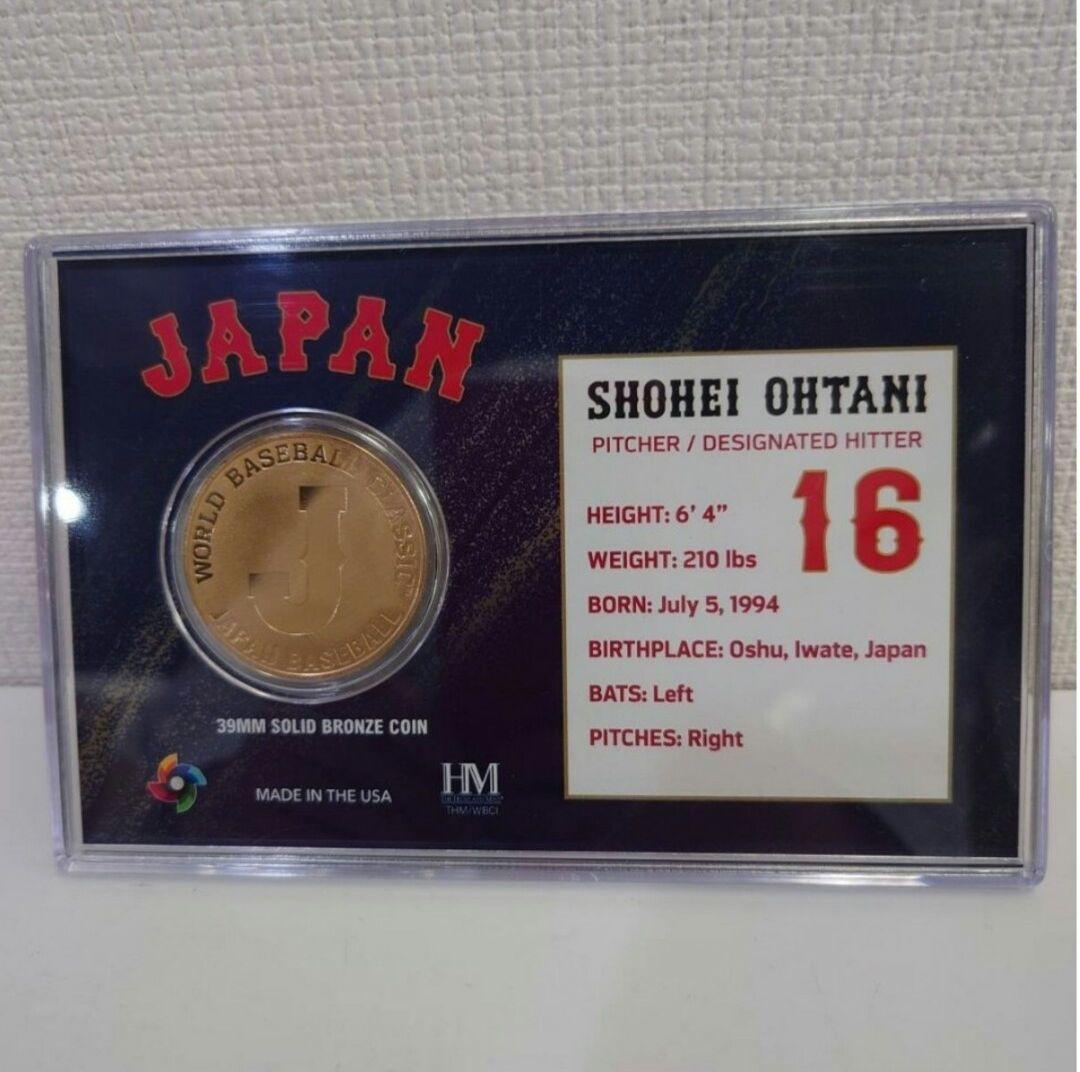 JAPAN
WORLD BASEBALL CLASSIC
J
JAPAN BASEBALL
39MM SOLID BRONZE COIN
MADE IN THE USA
HM
THM/WBCI
SHOHEI OHTANI
PITCHER / DESIGNATED HITTER
16
HEIGHT: 6' 4”
WEIGHT: 210 lbs
BORN: July 5, 1994
BIRTHPLACE: Oshu, Iwate, Japan
BATS: Left
PITCHES: Right